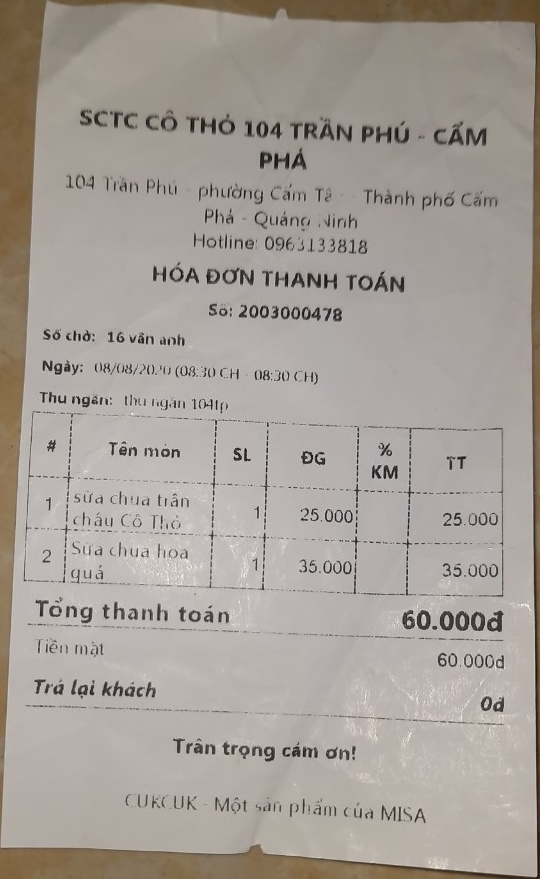 SCTC CÔ THỎ 104 TRẦN PHÚ - CẨM
PHẢ
104 Trần Phú - phường Cẩm Tâ Thành phố Cẩm
Phả - Quảng Ninh
Hotline: 0963133818
HÓA ĐƠN THANH TOÁN
Số: 2003000478
Số chờ: 16 vân anh
Ngày: 08/08/2020 (08:30 CH - 08:30 CH)
Thu ngân: thu ngân 104tp
# Tên món SL ĐG % KM TT
1 sữa chua trân châu Cô Thỏ 1 25.000 25.000
2 Sữa chua hoa quả 1 35.000 35.000
Tổng thanh toán 60.000đ
Tiền mặt 60.000đ
Trả lại khách 0đ
Trân trọng cảm ơn!
CUKCUK - Một sản phẩm của MISA